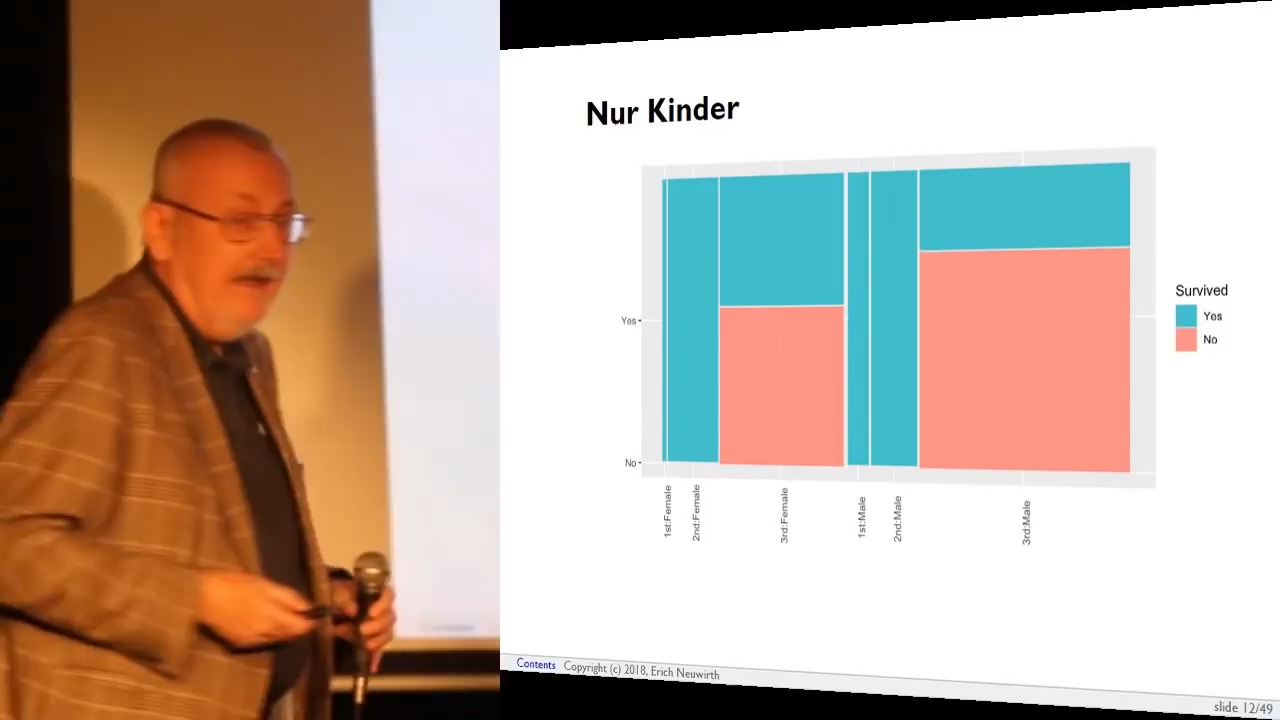 Nur Kinder
Yes
No
1st:Female
2nd:Female
3rd:Female
1st:Male
2nd:Male
3rd:Male
Survived
Yes
No
Contents Copyright (c) 2018, Erich Neuwirth
slide 12/49